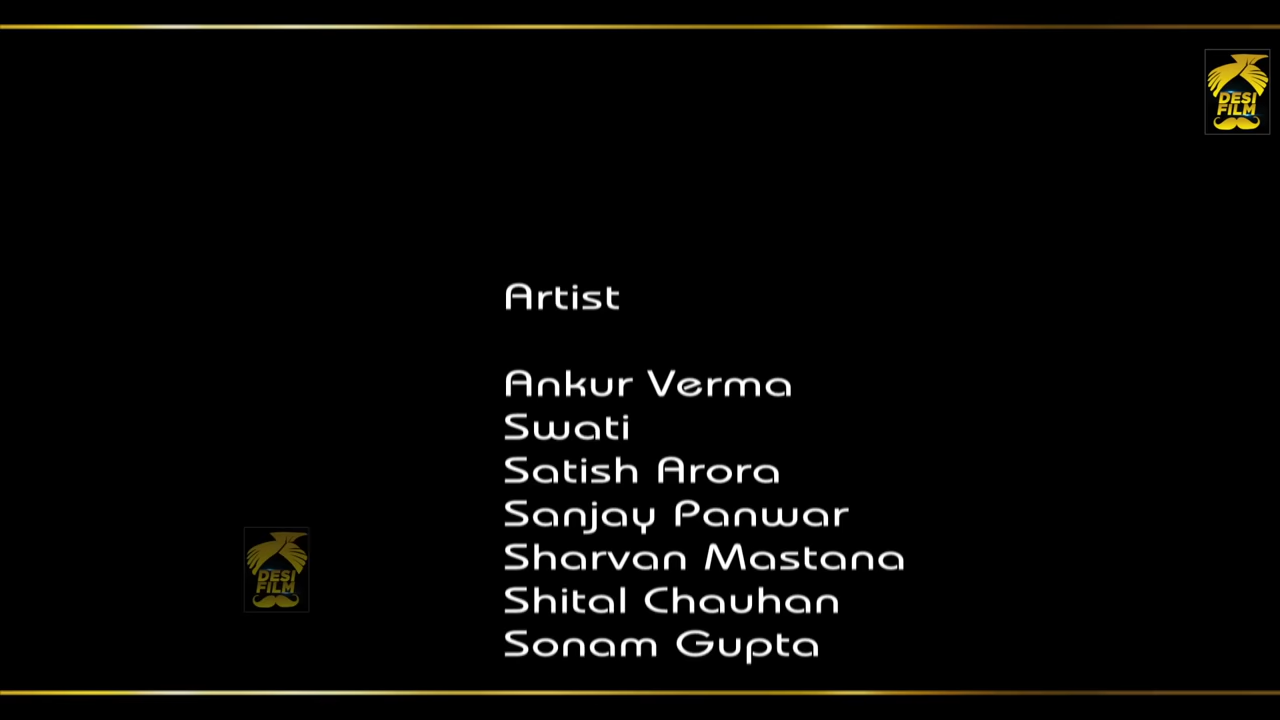 DESI
FILM
Artist
Ankur Verma
Swati
Satish Arora
Sanjay Panwar
Sharvan Mastana
Shital Chauhan
Sonam Gupta
DESI
FILM